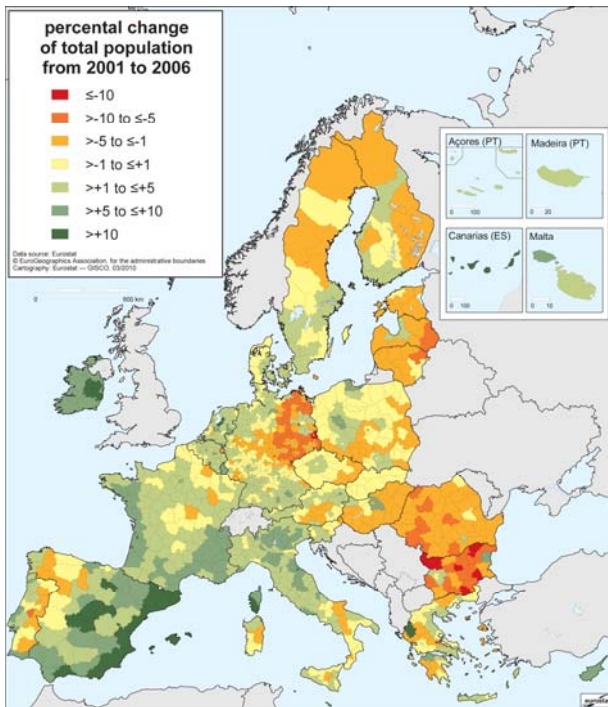 percental change
of total population
from 2001 to 2006
≤-10
>-10 to ≤-5
>-5 to ≤-1
>-1 to ≤+1
>+1 to ≤+5
>+5 to ≤+10
>+10
Data source: Eurostat
© EuroGeographics Association, for the administrative boundaries
Cartography: Eurostat — GISCO, 03/2010
0 600 km
Açores (PT)
0 100
Madeira (PT)
0 20
Canarias (ES)
0 100
Malta
0 10
eurostat